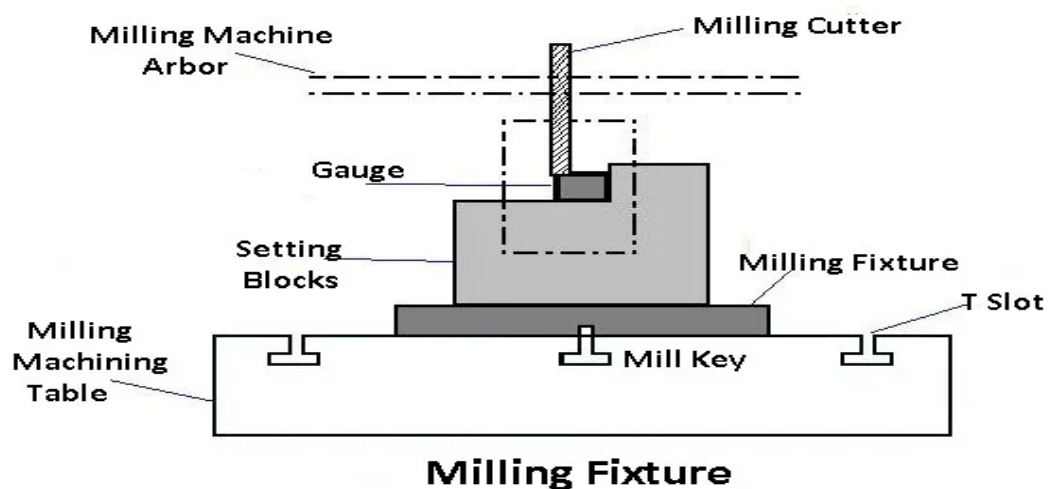 Milling Machine
Arbor
Milling Cutter
Gauge
Setting
Blocks
Milling Fixture
T Slot
Milling
Machining
Table
Mill Key
Milling Fixture